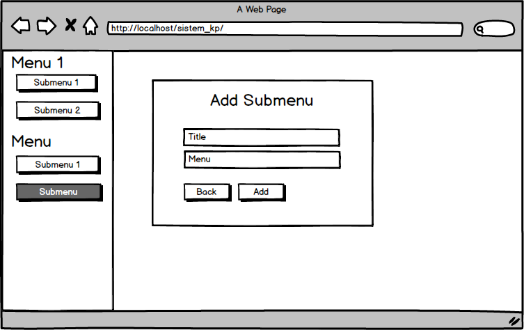 A Web Page
http://localhost/sistem_kp/
Menu 1
Submenu 1
Submenu 2
Menu
Submenu 1
Submenu
Add Submenu
Title
Menu
Back
Add